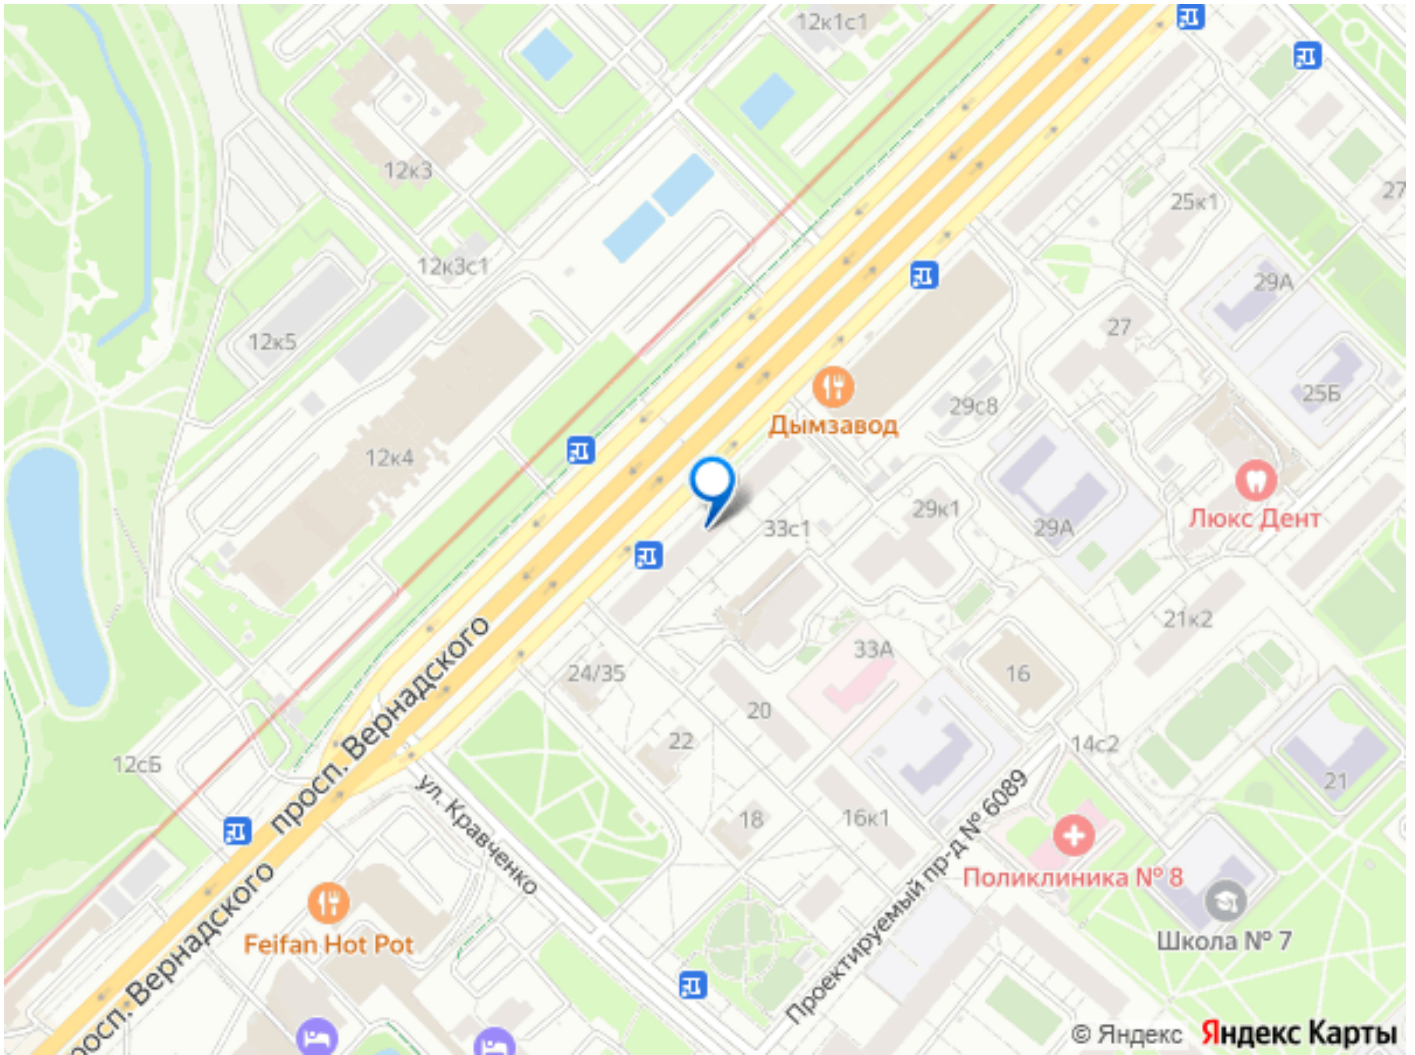 12к1с1
12к3
25к1
27
12к3с1
29А
27
12к5
25Б
29с8
Дымзавод
12к4
29к1
Люкс Дент
33с1
29А
21к2
33А
24/35
16
20
22
14с2
12сБ
21
просп. Вернадского
ул. Кравченко
18
16к1
Проектируемый пр-д № 6089
Поликлиника № 8
Feifan Hot Pot
Школа № 7
просп. Вернадского
© Яндекс Яндекс Карты